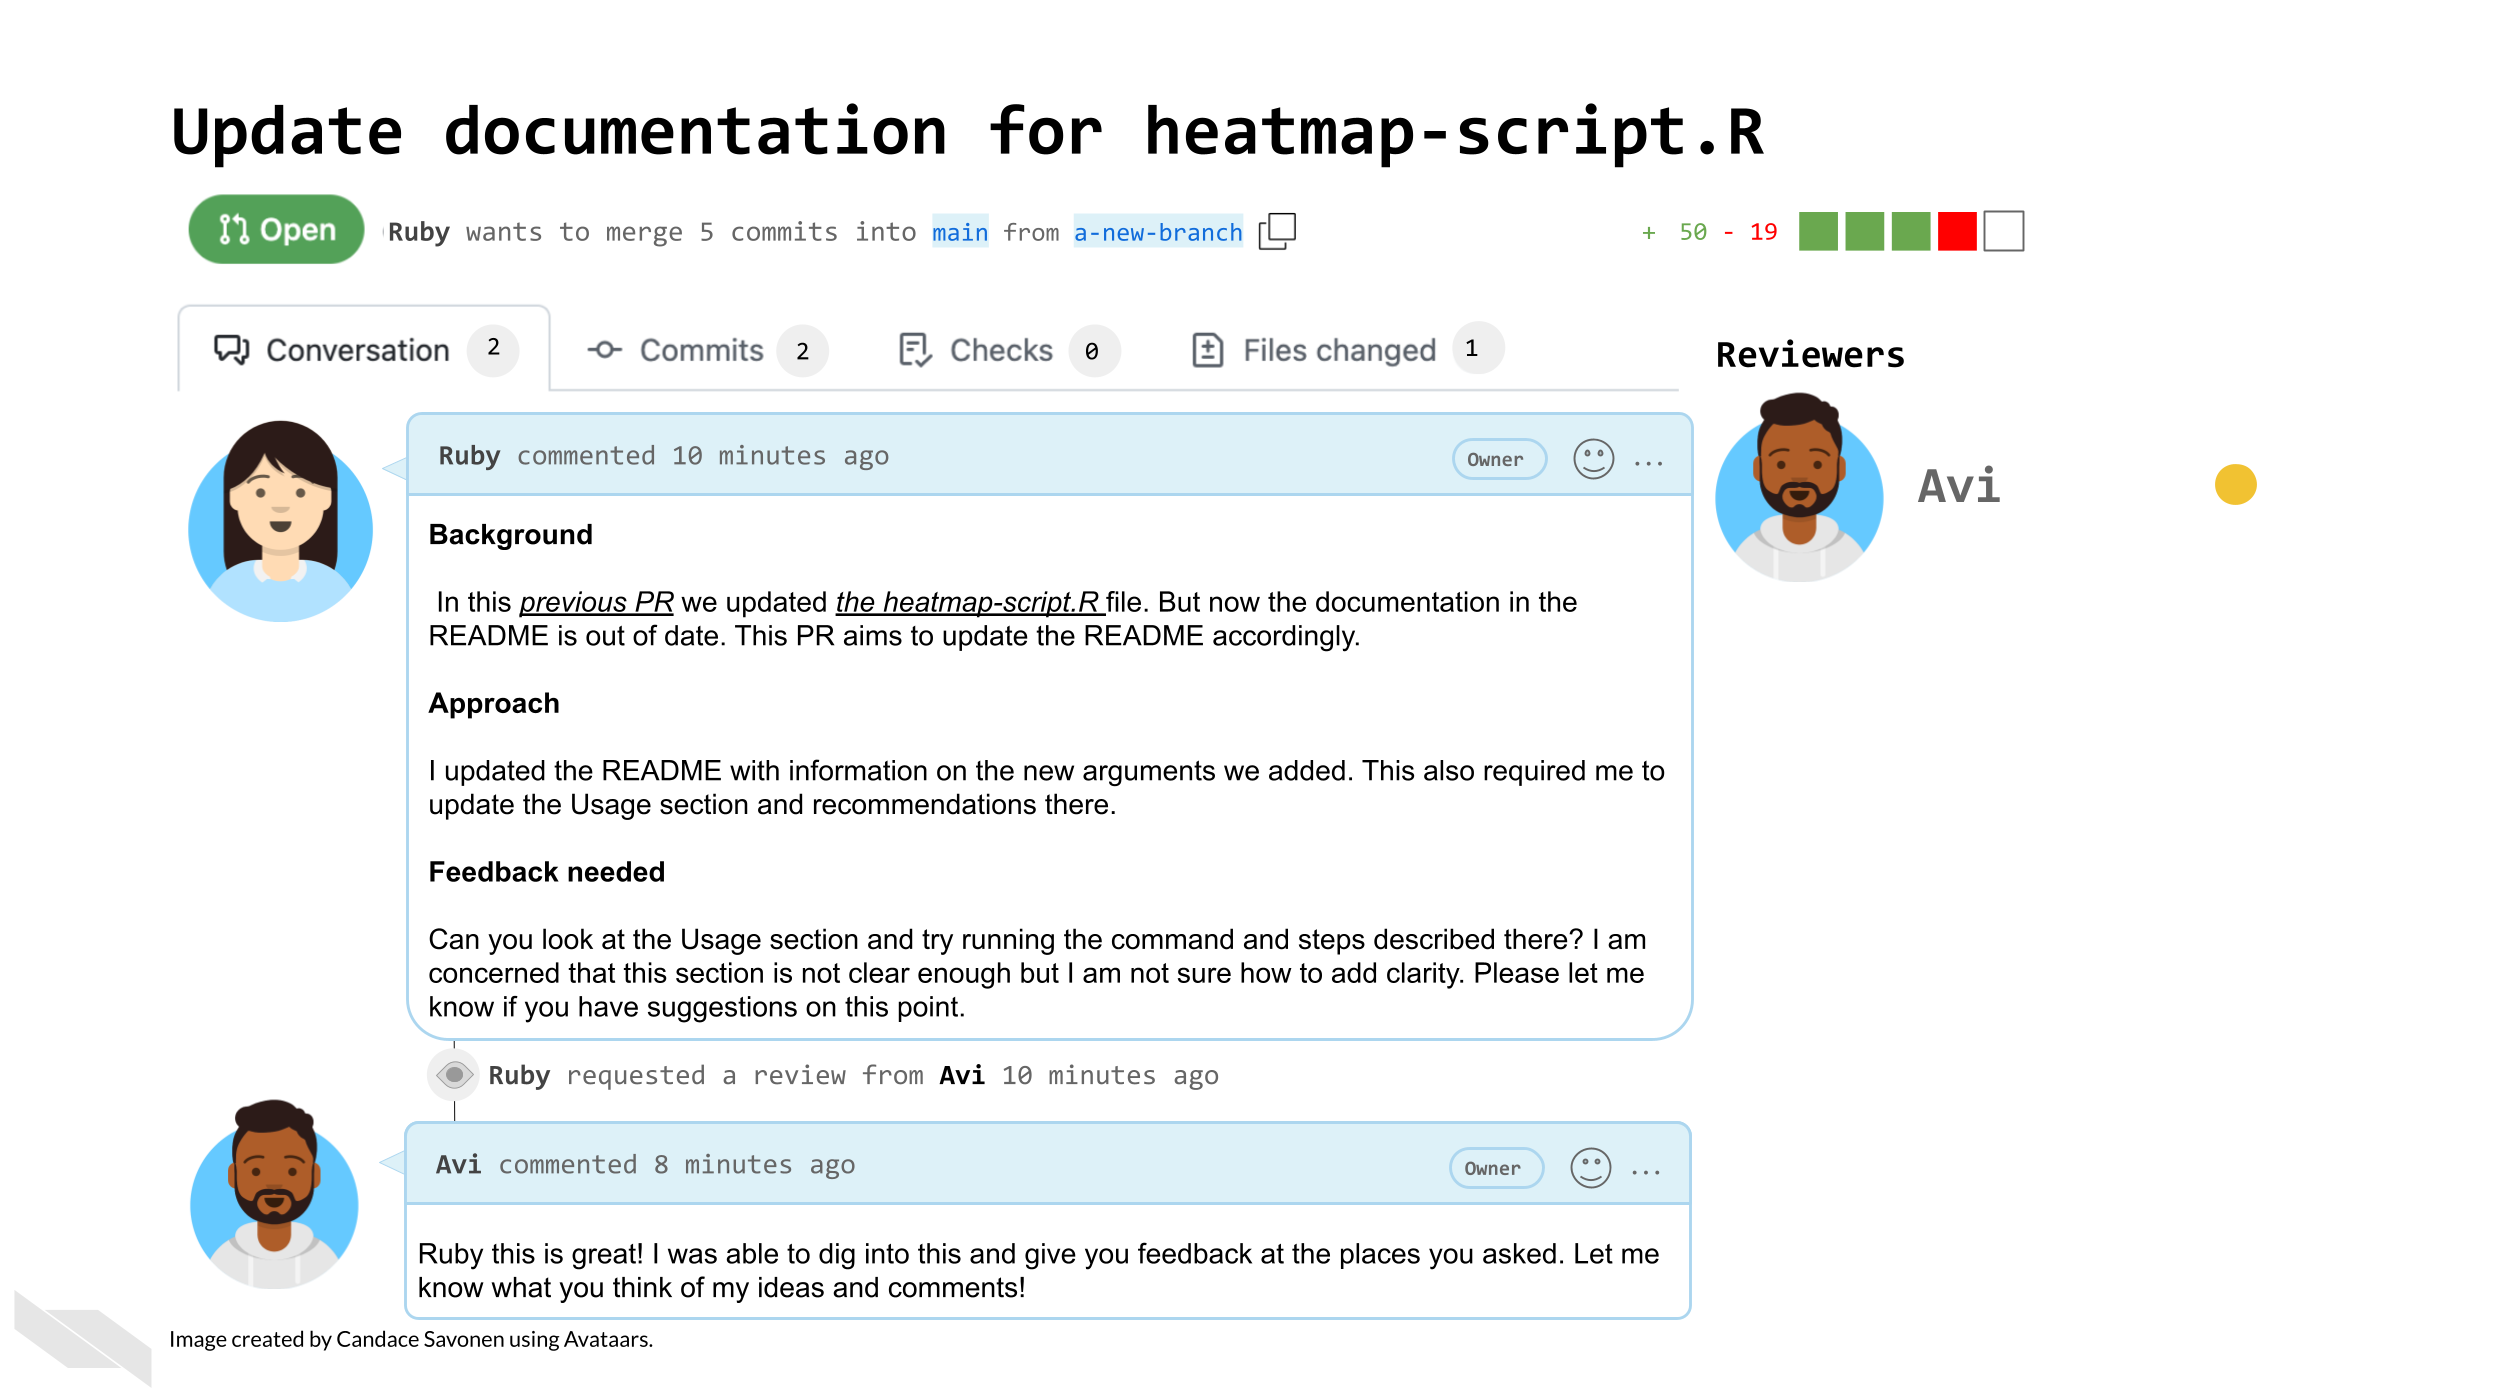 Update documentation for heatmap-script.R
Open
Ruby wants to merge 5 commits into main from a-new-branch
+ 50 - 19
Conversation 2
Commits 2
Checks 0
Files changed 1
Reviewers
Avi
Ruby commented 10 minutes ago
Owner ...
Background
In this previous PR we updated the heatmap-script.R file. But now the documentation in the
README is out of date. This PR aims to update the README accordingly.
Approach
I updated the README with information on the new arguments we added. This also required me to
update the Usage section and recommendations there.
Feedback needed
Can you look at the Usage section and try running the command and steps described there? I am
concerned that this section is not clear enough but I am not sure how to add clarity. Please let me
know if you have suggestions on this point.
Ruby requested a review from Avi 10 minutes ago
Avi commented 8 minutes ago
Owner ...
Ruby this is great! I was able to dig into this and give you feedback at the places you asked. Let me
know what you think of my ideas and comments!
Image created by Candace Savonen using Avataars.